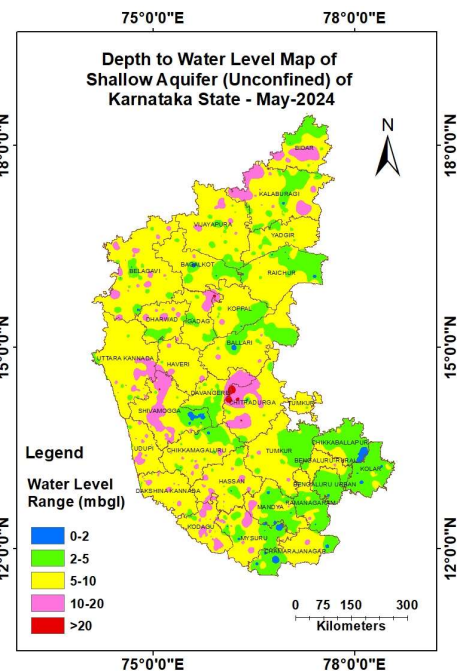 75°0'0"E 78°0'0"E
Depth to Water Level Map of
Shallow Aquifer (Unconfined) of
Karnataka State - May-2024
N
18°0'0"N 18°0'0"N
BIDAR
KALABURAGI
VIJAYAPURA
YADGIR
BAGALKOT
BELAGAVI
RAICHUR
KOPPAL
DHARWAD GADAG
BALLARI
15°0'0"N 15°0'0"N
UTTARA KANNADA
HAVERI
DAVANGERE
CHITRADURGA
TUMKUR
SHIVAMOGGA
CHIKKABALLAPUR
UDUPI
CHIKKAMAGALURU
TUMKUR
BENGALURU RURAL
KOLAR
HASSAN
BENGALURU URBAN
DAKSHINA KANNADA
RAMANAGARAM
MANDYA
KODAGU
MYSURU
CHAMARAJANAGAR
12°0'0"N 12°0'0"N
Legend
Water Level
Range (mbgl)
0-2
2-5
5-10
10-20
>20
0 75 150 300
Kilometers
75°0'0"E 78°0'0"E